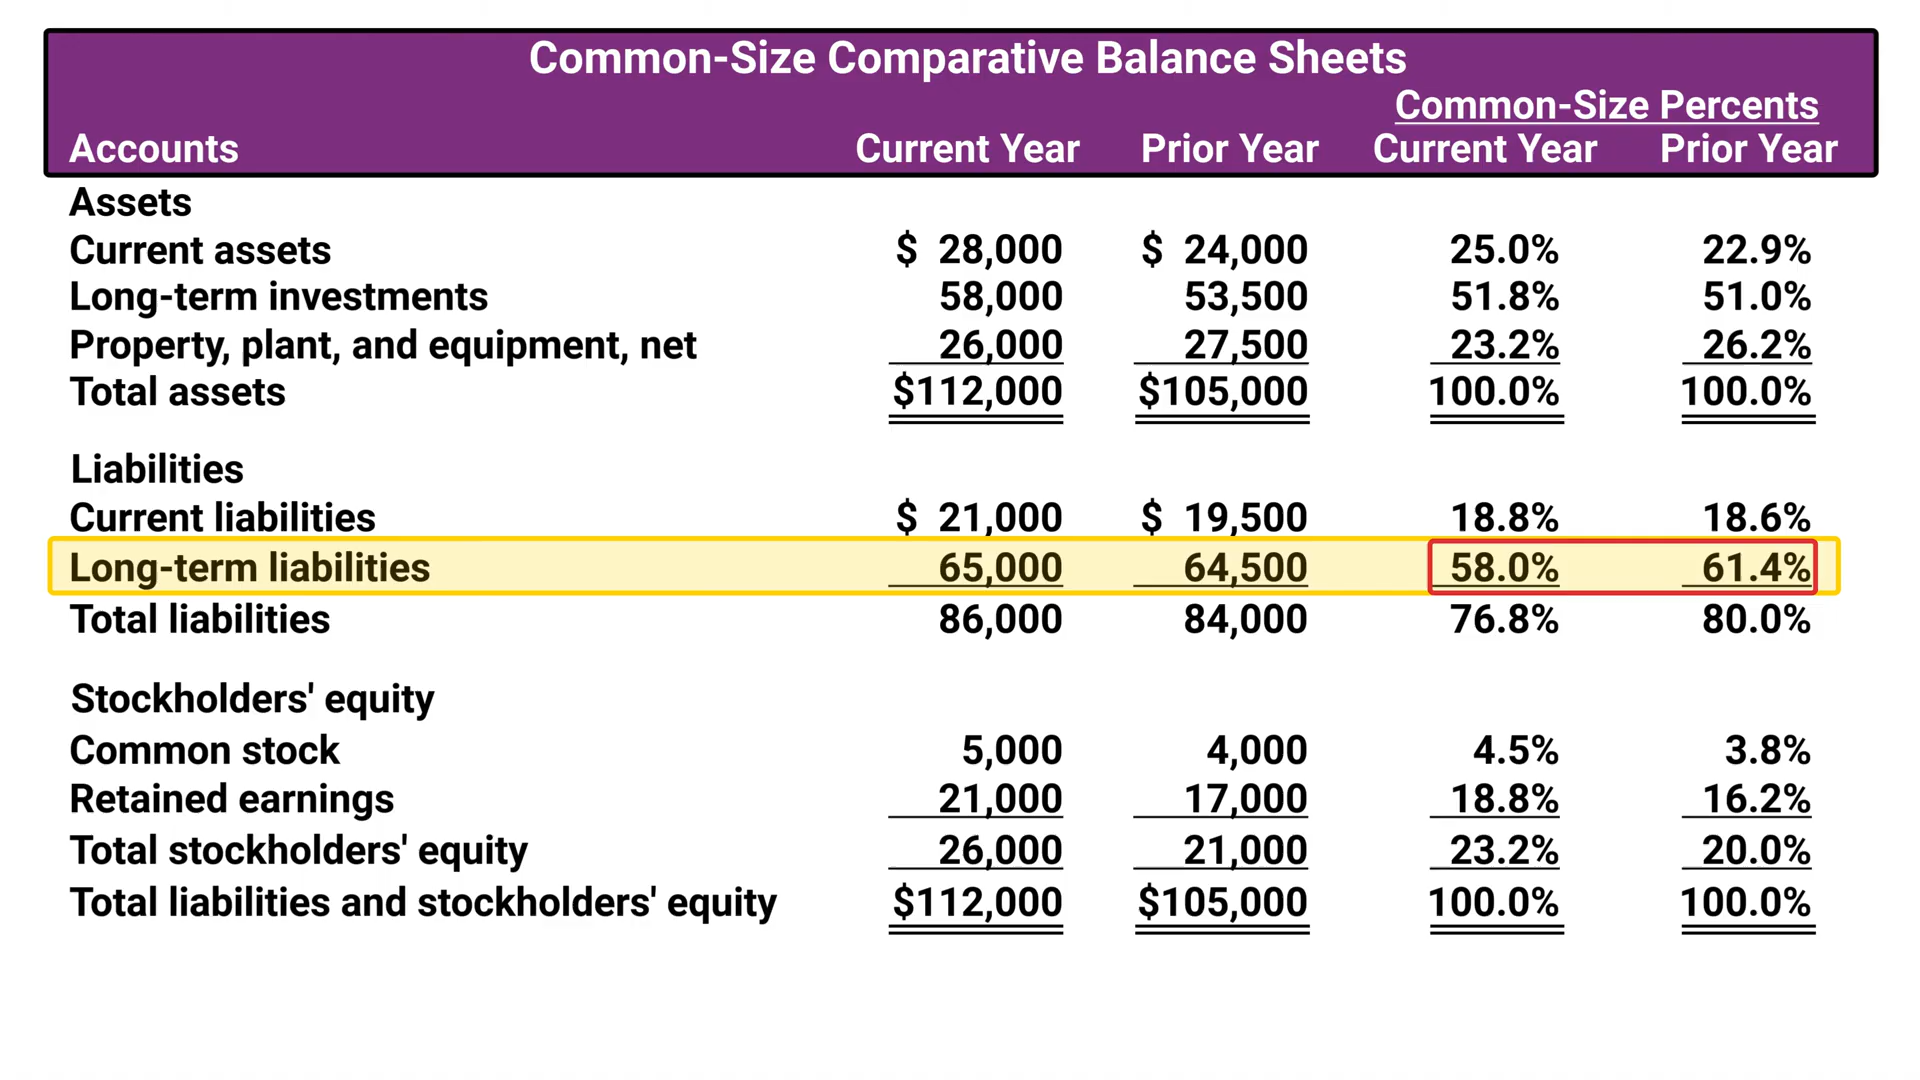 Common-Size Comparative Balance Sheets
Common-Size Percents
Accounts Current Year Prior Year Current Year Prior Year
Assets
Current assets $ 28,000 $ 24,000 25.0% 22.9%
Long-term investments 58,000 53,500 51.8% 51.0%
Property, plant, and equipment, net 26,000 27,500 23.2% 26.2%
Total assets $112,000 $105,000 100.0% 100.0%
Liabilities
Current liabilities $ 21,000 $ 19,500 18.8% 18.6%
Long-term liabilities 65,000 64,500 58.0% 61.4%
Total liabilities 86,000 84,000 76.8% 80.0%
Stockholders' equity
Common stock 5,000 4,000 4.5% 3.8%
Retained earnings 21,000 17,000 18.8% 16.2%
Total stockholders' equity 26,000 21,000 23.2% 20.0%
Total liabilities and stockholders' equity $112,000 $105,000 100.0% 100.0%